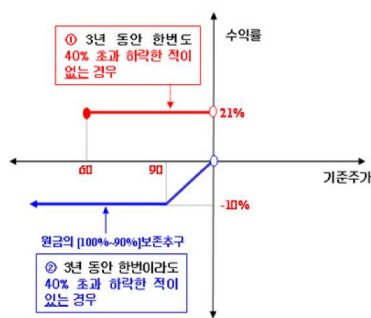 ① 3년 동안 한번도
40% 초과 하락한 적이
없는 경우
수익률
21%
60
90
기준주가
-10%
원금의 [100%~90%]보존추구
② 3년 동안 한번이라도
40% 초과 하락한 적이
있는 경우